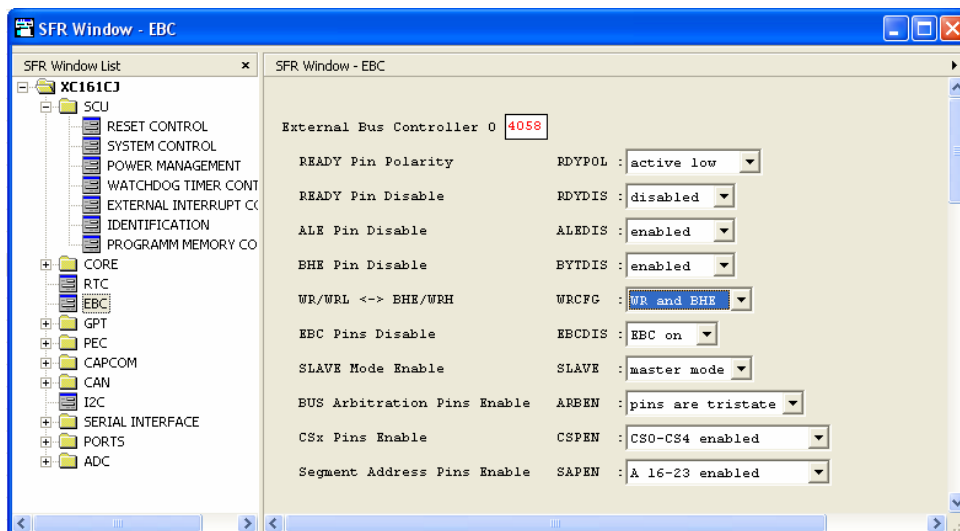 SFR Window - EBC
SFR Window List x
XC161CJ
SCU
RESET CONTROL
SYSTEM CONTROL
POWER MANAGEMENT
WATCHDOG TIMER CONT
EXTERNAL INTERRUPT CO
IDENTIFICATION
PROGRAMM MEMORY CO
CORE
RTC
EBC
GPT
PEC
CAPCOM
CAN
I2C
SERIAL INTERFACE
PORTS
ADC
SFR Window - EBC
External Bus Controller 0 4058
READY Pin Polarity RDYPOL : active low
READY Pin Disable RDYDIS : disabled
ALE Pin Disable ALEDIS : enabled
BHE Pin Disable BYTDIS : enabled
WR/WRL <-> BHE/WRH WRCFG : WR and BHE
EBC Pins Disable EBCDIS : EBC on
SLAVE Mode Enable SLAVE : master mode
BUS Arbitration Pins Enable ARBEN : pins are tristate
CSx Pins Enable CSPEN : CS0-CS4 enabled
Segment Address Pins Enable SAPEN : A 16-23 enabled